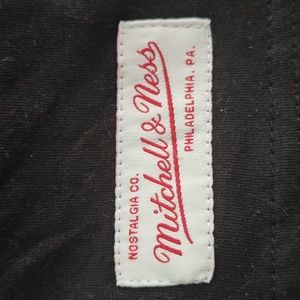 NOSTALGIA CO.
Mitchell & Ness
PHILADELPHIA, PA.